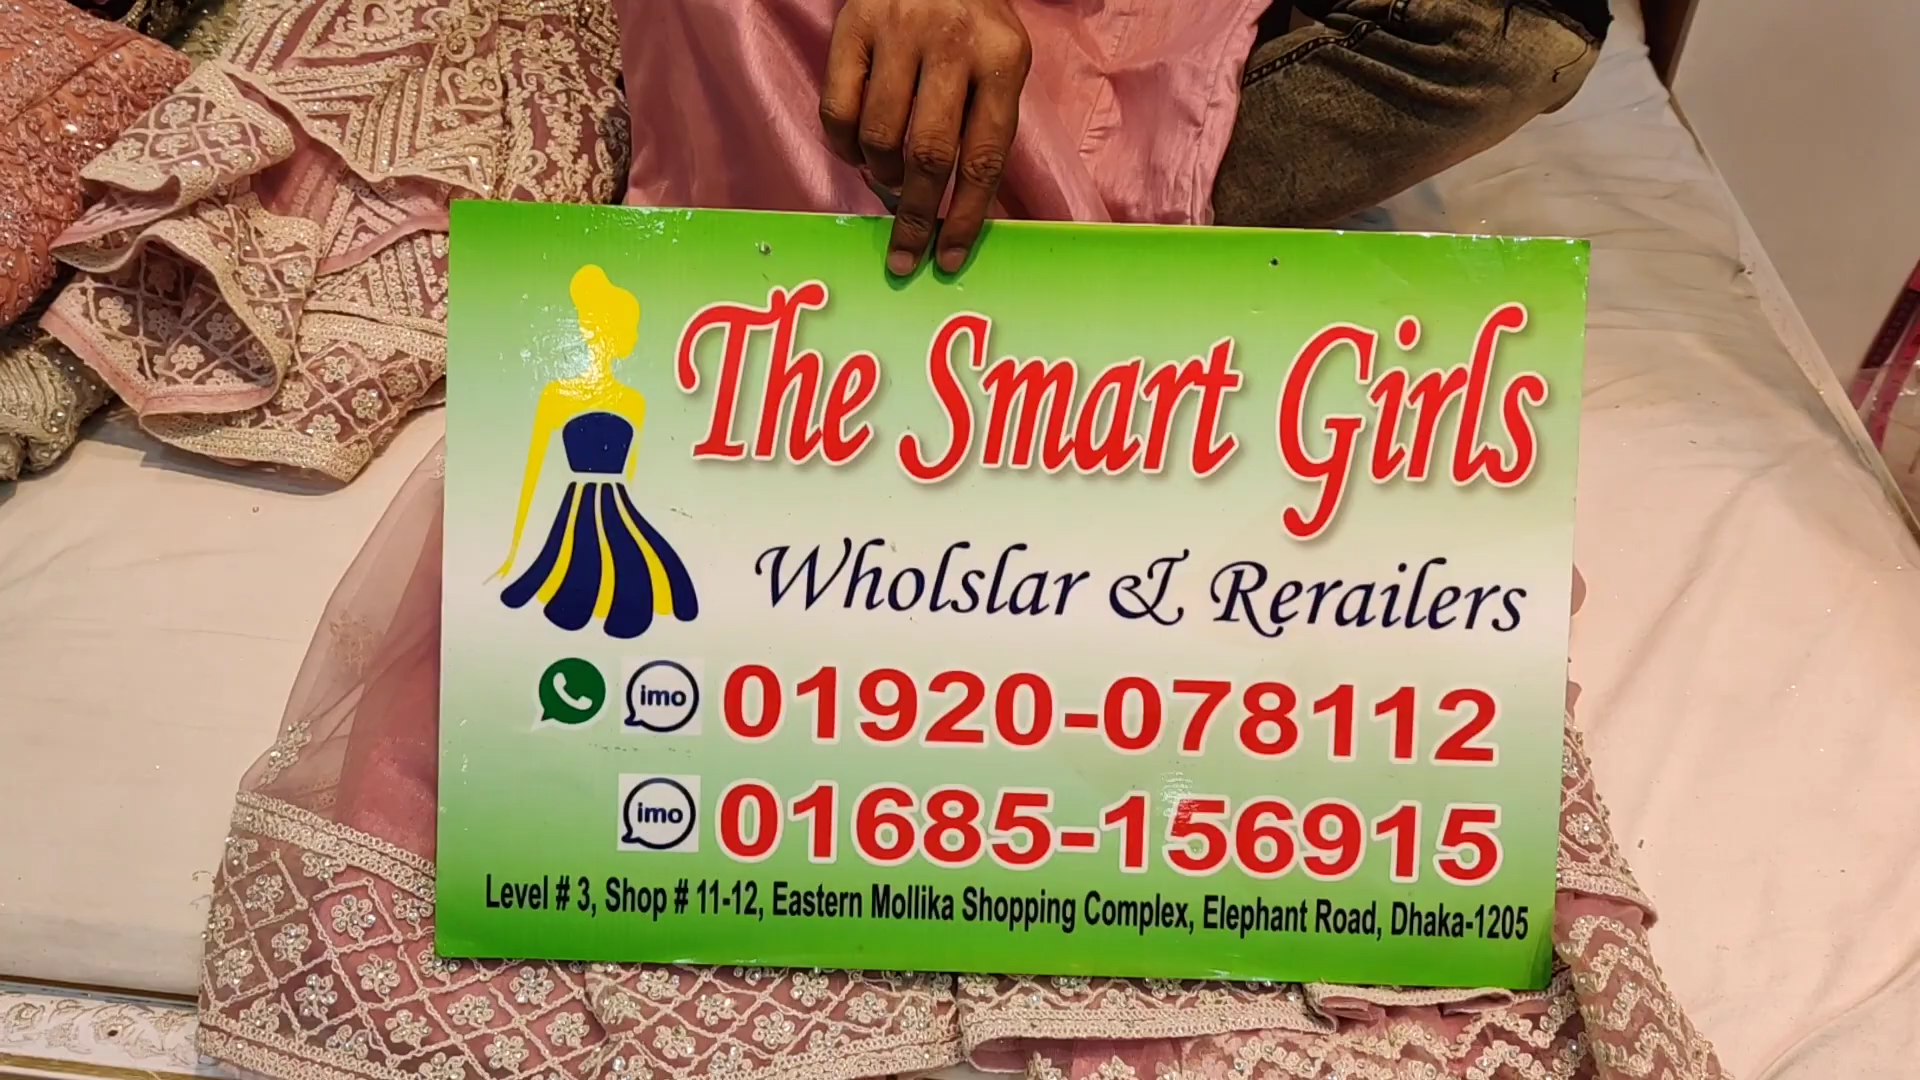 The Smart Girls
Wholslar & Rerailers
imo 01920-078112
imo 01685-156915
Level # 3, Shop # 11-12, Eastern Mollika Shopping Complex, Elephant Road, Dhaka-1205